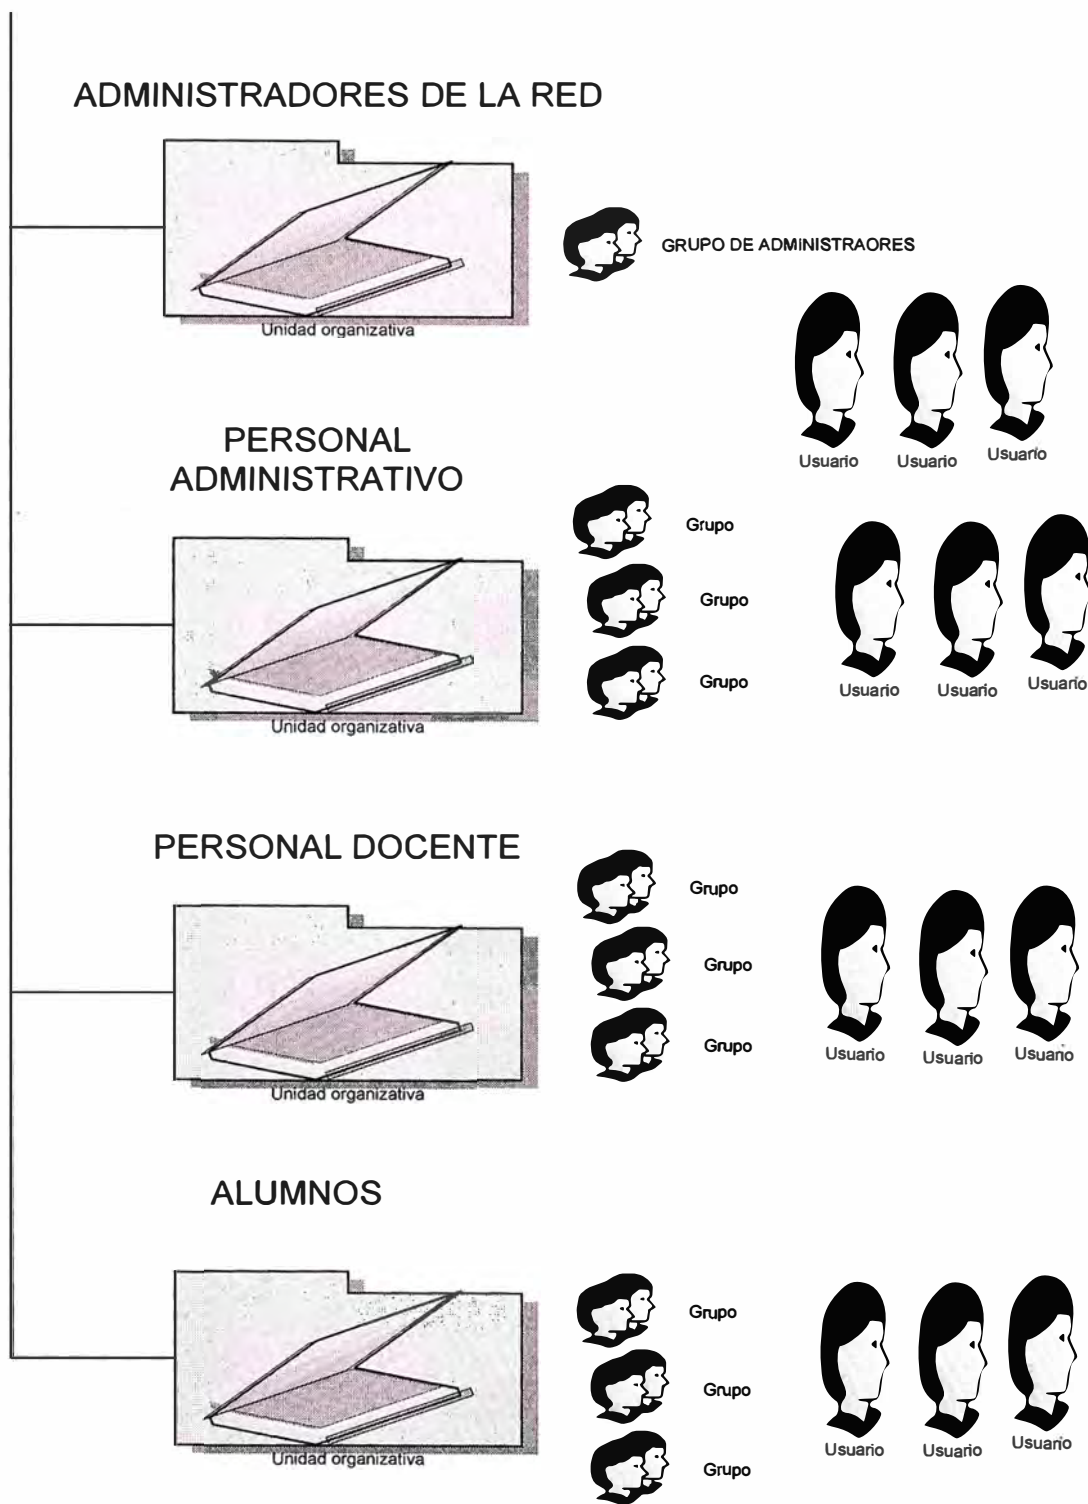 ADMINISTRADORES DE LA RED
Unidad organizativa
GRUPO DE ADMINISTRAORES
Usuario
Usuario
Usuario
PERSONAL
ADMINISTRATIVO
Unidad organizativa
Grupo
Grupo
Grupo
Usuario
Usuario
Usuario
PERSONAL DOCENTE
Unidad organizativa
Grupo
Grupo
Grupo
Usuario
Usuario
Usuario
ALUMNOS
Unidad organizativa
Grupo
Grupo
Grupo
Usuario
Usuario
Usuario